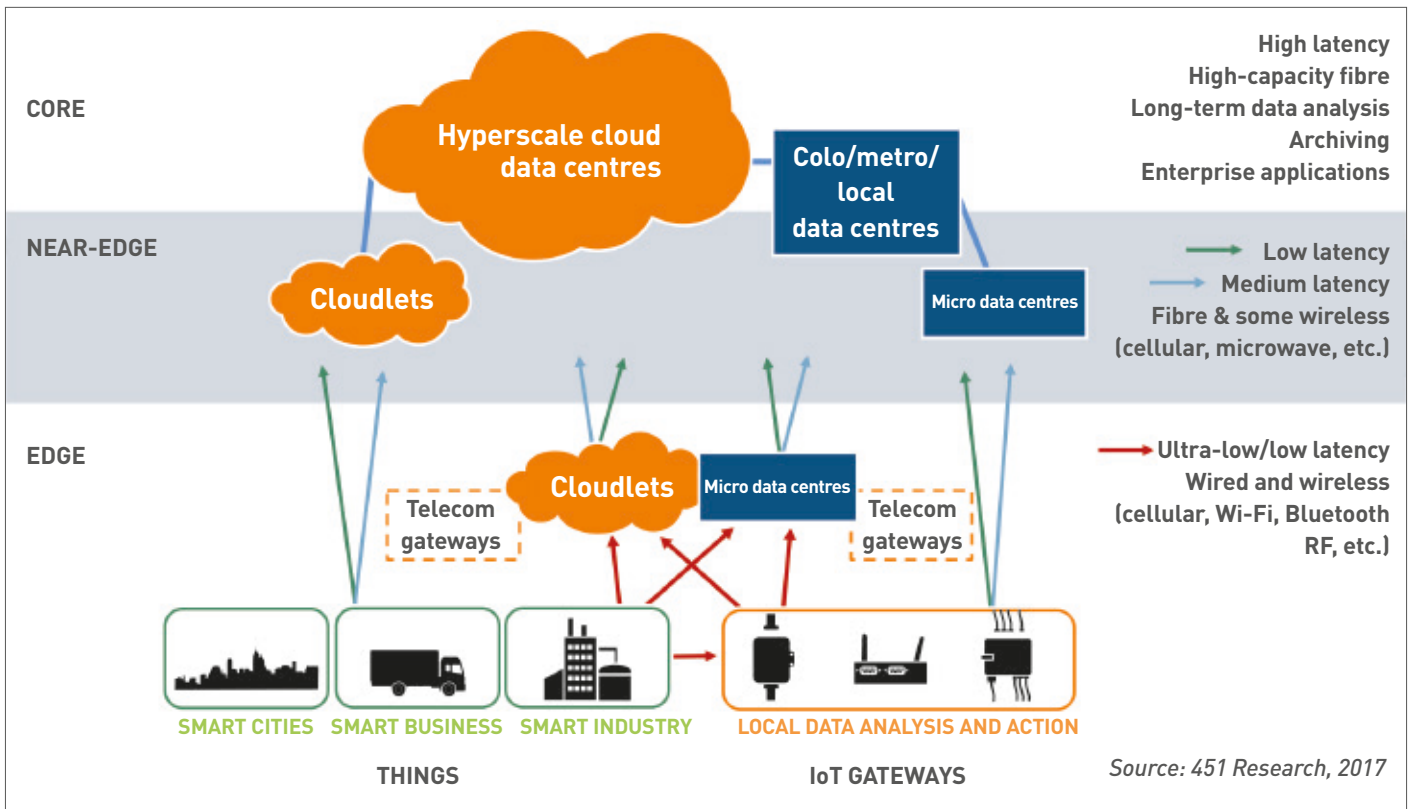 CORE
Hyperscale cloud
data centres
Colo/metro/
local
data centres
High latency
High-capacity fibre
Long-term data analysis
Archiving
Enterprise applications
NEAR-EDGE
Cloudlets
Micro data centres
Low latency
Medium latency
Fibre & some wireless
(cellular, microwave, etc.)
EDGE
Telecom
gateways
Cloudlets
Micro data centres
Telecom
gateways
Ultra-low/low latency
Wired and wireless
(cellular, Wi-Fi, Bluetooth
RF, etc.)
SMART CITIES
SMART BUSINESS
SMART INDUSTRY
LOCAL DATA ANALYSIS AND ACTION
THINGS
IoT GATEWAYS
Source: 451 Research, 2017